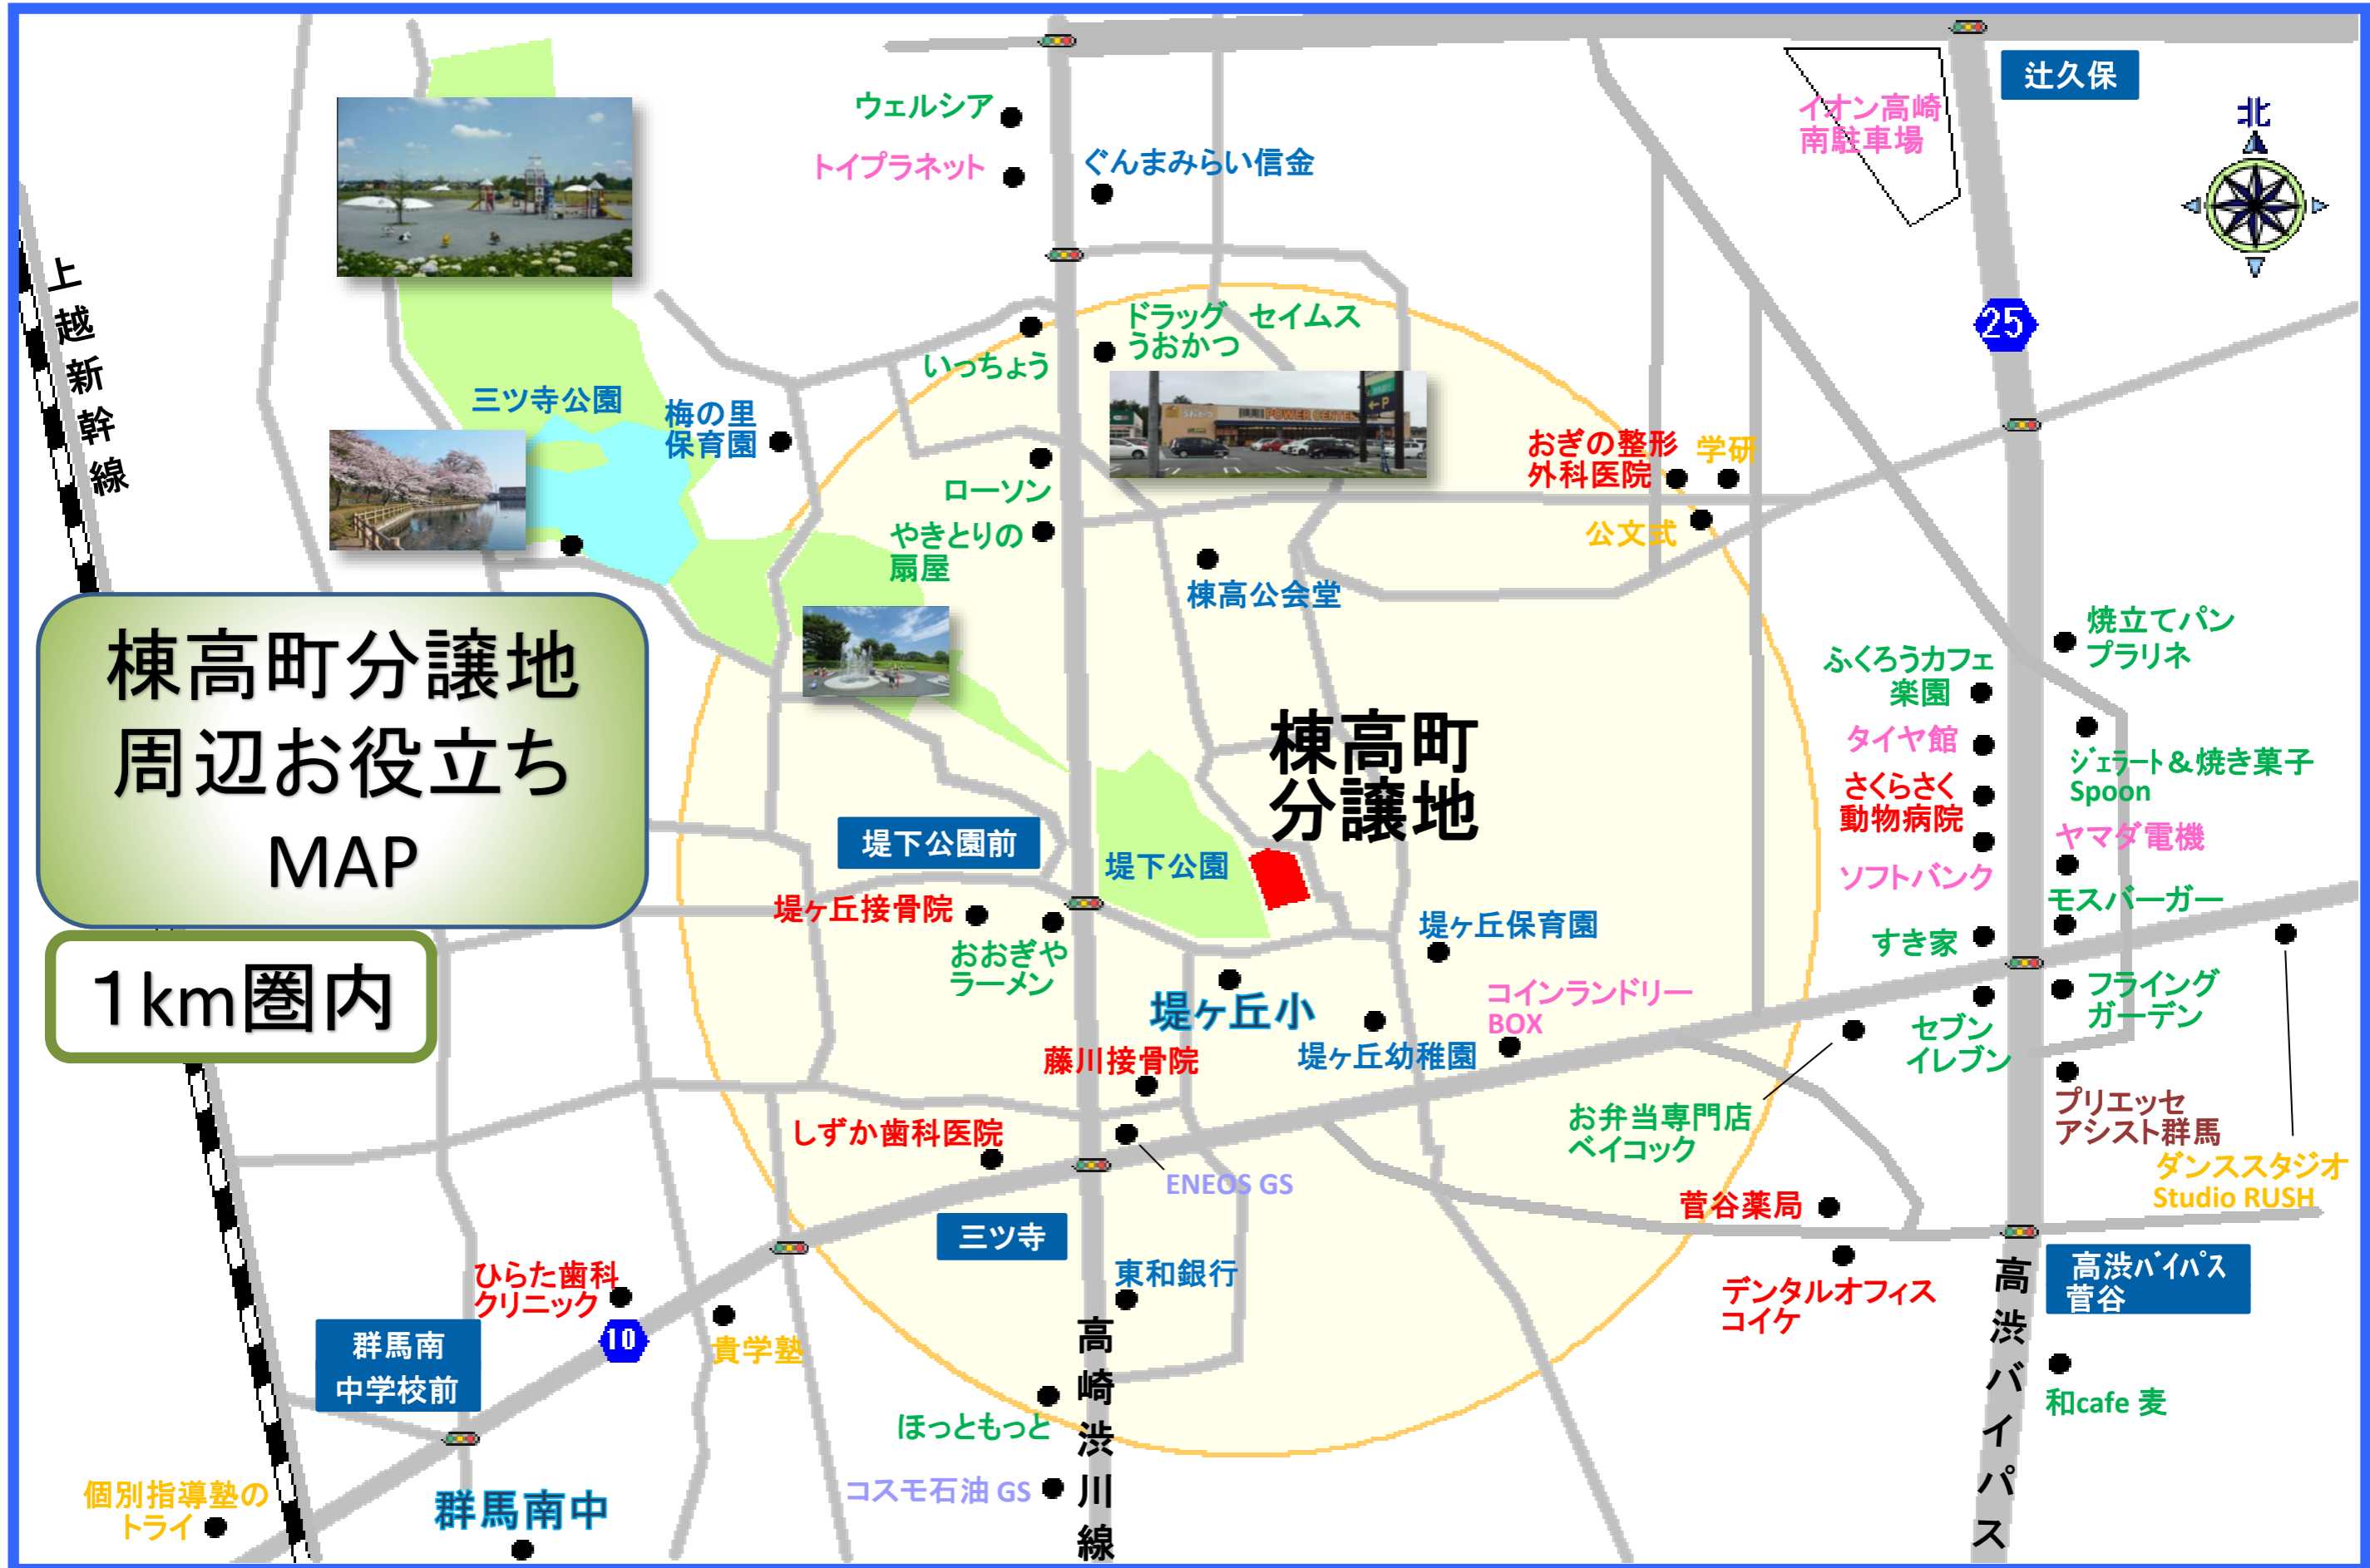 辻久保
北
ウェルシア
トイプラネット
ぐんまみらい信金
イオン高崎
南駐車場
上越新幹線
25
ドラッグ　セイムス
うおかつ
いっちょう
POWER CENTER
P
三ツ寺公園
梅の里
保育園
ローソン
やきとりの
扇屋
おぎの整形
外科医院
学研
公文式
棟高公会堂
棟高町分譲地
周辺お役立ち
MAP
1km圏内
棟高町
分譲地
焼立てパン
プラリネ
ふくろうカフェ
楽園
タイヤ館
ジェラート＆焼き菓子
Spoon
さくらさく
動物病院
ヤマダ電機
ソフトバンク
モスバーガー
堤下公園前
堤下公園
堤ヶ丘接骨院
おおぎや
ラーメン
堤ヶ丘保育園
すき家
フライング
ガーデン
セブン
イレブン
堤ヶ丘小
コインランドリー
BOX
堤ヶ丘幼稚園
藤川接骨院
しずか歯科医院
ENEOS GS
お弁当専門店
ベイコック
プリエッセ
アシスト群馬
ダンススタジオ
Studio RUSH
菅谷薬局
デンタルオフィス
コイケ
高渋バイパス
菅谷
高渋バイパス
三ツ寺
東和銀行
ひらた歯科
クリニック
10
貴学塾
群馬南
中学校前
高崎渋川線
ほっともっと
コスモ石油 GS
和cafe 麦
個別指導塾の
トライ
群馬南中